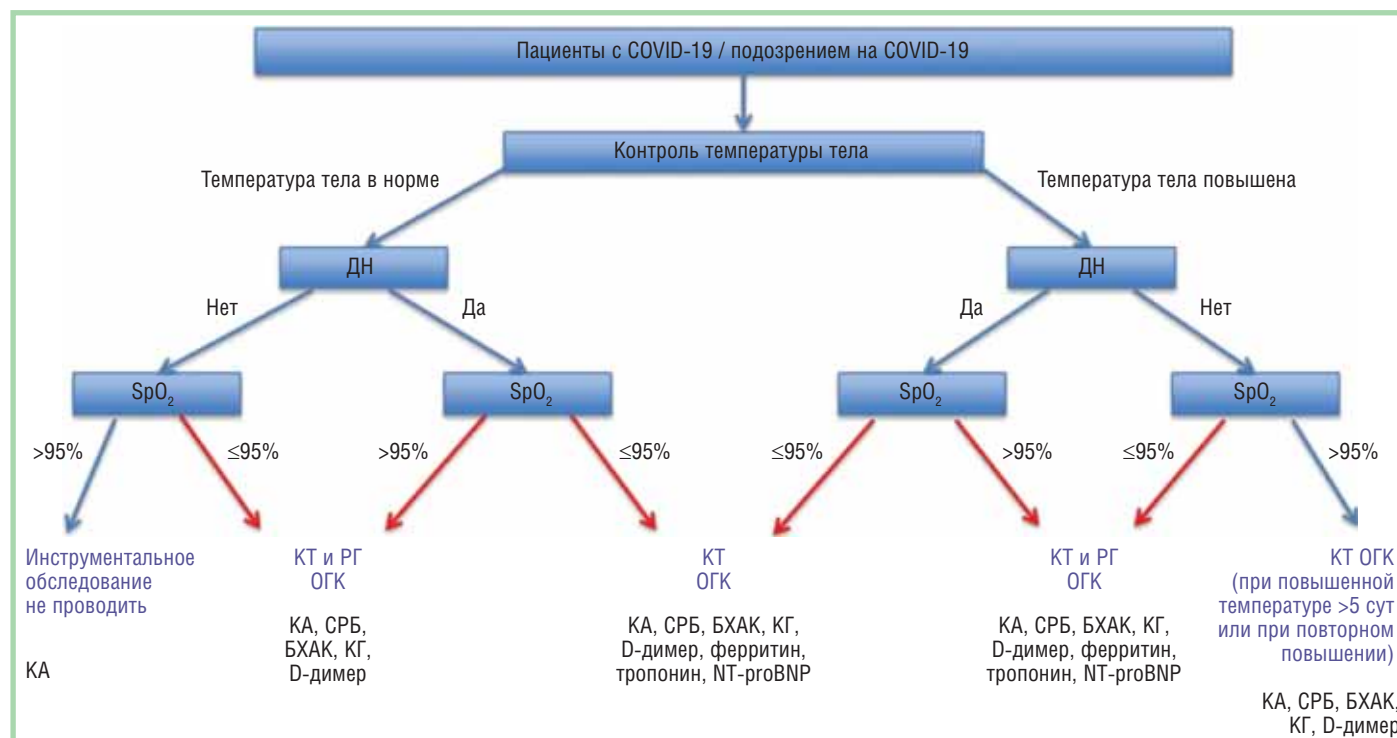 Пациенты с COVID-19 / подозрением на COVID-19
Контроль температуры тела
Температура тела в норме
Температура тела повышена
ДН
ДН
Нет
Да
Да
Нет
SpO₂
SpO₂
SpO₂
SpO₂
>95%
≤95%
>95%
≤95%
≤95%
>95%
≤95%
>95%
Инструментальное
обследование
не проводить
КА
КТ и РГ
ОГК
КА, СРБ,
БХАК, КГ,
D-димер
КТ
ОГК
КА, СРБ, БХАК, КГ,
D-димер, ферритин,
тропонин, NT-proBNP
КТ и РГ
ОГК
КА, СРБ, БХАК, КГ,
D-димер, ферритин,
тропонин, NT-proBNP
КТ ОГК
(при повышенной
температуре >5 сут
или при повторном
повышении)
КА, СРБ, БХАК,
КГ, D-димер